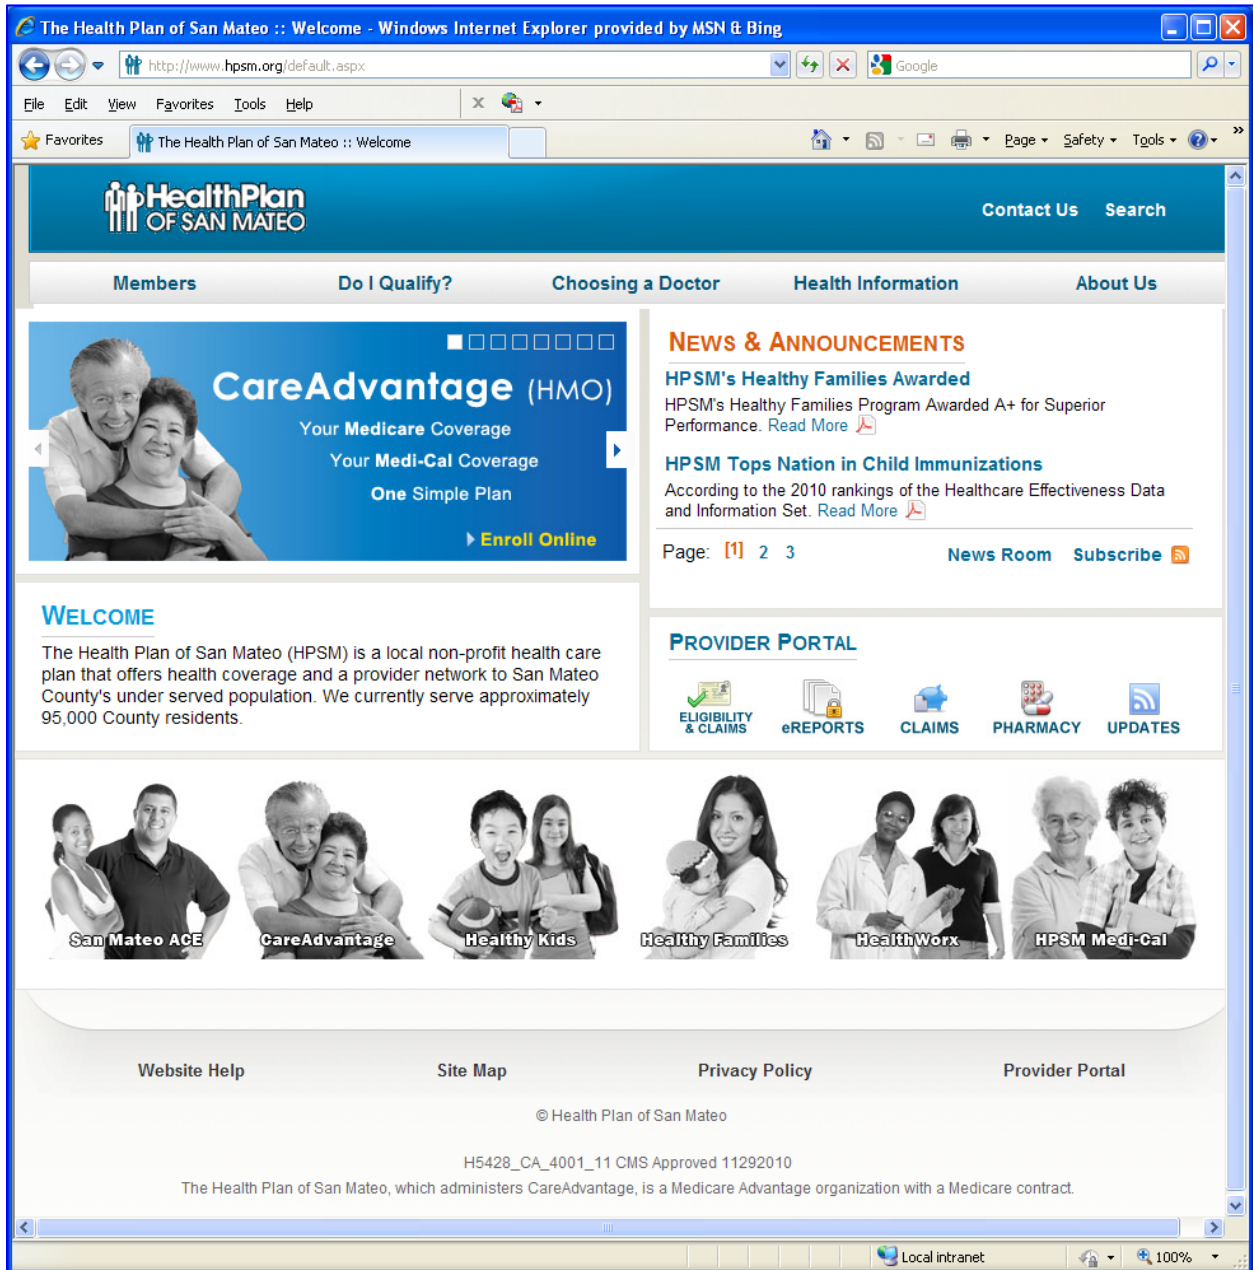 The Health Plan of San Mateo :: Welcome - Windows Internet Explorer provided by MSN & Bing
http://www.hpsm.org/default.aspx
Google
File Edit View Favorites Tools Help
X
Favorites
The Health Plan of San Mateo :: Welcome
Page Safety Tools
HealthPlan
OF SAN MATEO
Contact Us Search
Members Do I Qualify? Choosing a Doctor Health Information About Us
CareAdvantage (HMO)
Your Medicare Coverage
Your Medi-Cal Coverage
One Simple Plan
Enroll Online
NEWS & ANNOUNCEMENTS
HPSM's Healthy Families Awarded
HPSM's Healthy Families Program Awarded A+ for Superior
Performance. Read More
HPSM Tops Nation in Child Immunizations
According to the 2010 rankings of the Healthcare Effectiveness Data
and Information Set. Read More
Page: [1] 2 3
News Room Subscribe
WELCOME
The Health Plan of San Mateo (HPSM) is a local non-profit health care
plan that offers health coverage and a provider network to San Mateo
County's under served population. We currently serve approximately
95,000 County residents.
PROVIDER PORTAL
ELIGIBILITY
& CLAIMS
eREPORTS
CLAIMS
PHARMACY
UPDATES
San Mateo ACE
CareAdvantage
Healthy Kids
Healthy Families
HealthWorx
HPSM Medi-Cal
Website Help Site Map Privacy Policy Provider Portal
© Health Plan of San Mateo
H5428_CA_4001_11 CMS Approved 11292010
The Health Plan of San Mateo, which administers CareAdvantage, is a Medicare Advantage organization with a Medicare contract.
Local intranet
100%